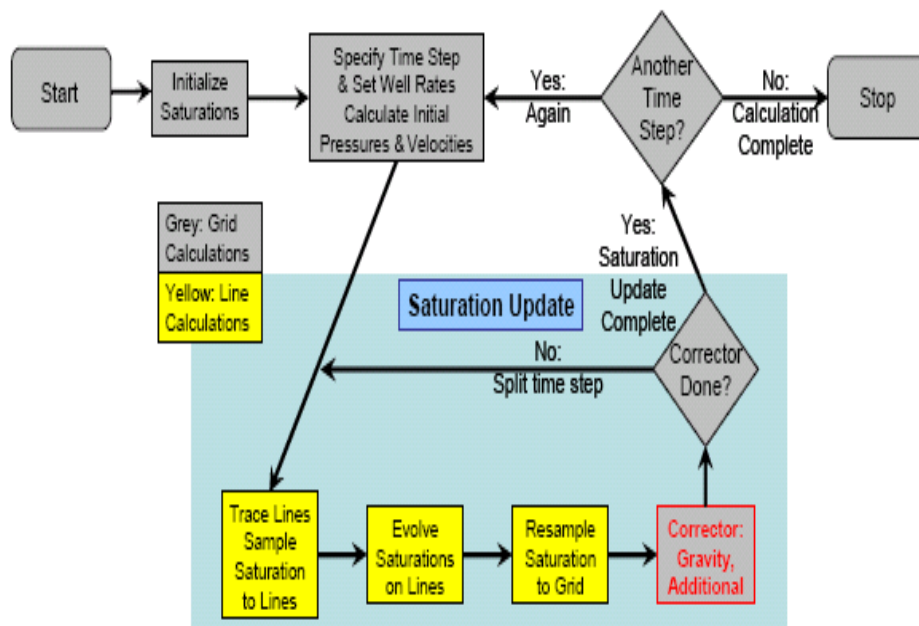 Start
Initialize
Saturations
Specify Time Step
& Set Well Rates
Calculate Initial
Pressures & Velocities
Yes:
Again
Another
Time
Step?
No:
Calculation
Complete
Stop
Grey: Grid
Calculations
Yellow: Line
Calculations
Saturation Update
Yes:
Saturation
Update
Complete
No:
Split time step
Corrector
Done?
Trace Lines
Sample
Saturation
to Lines
Evolve
Saturations
on Lines
Resample
Saturation
to Grid
Corrector:
Gravity,
Additional